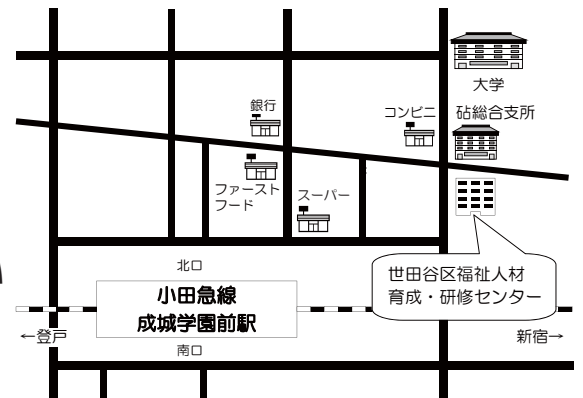 大学
銀行
コンビニ
砧総合支所
ファースト
フード
スーパー
北口
世田谷区福祉人材
育成・研修センター
小田急線
成城学園前駅
←登戸
新宿→
南口